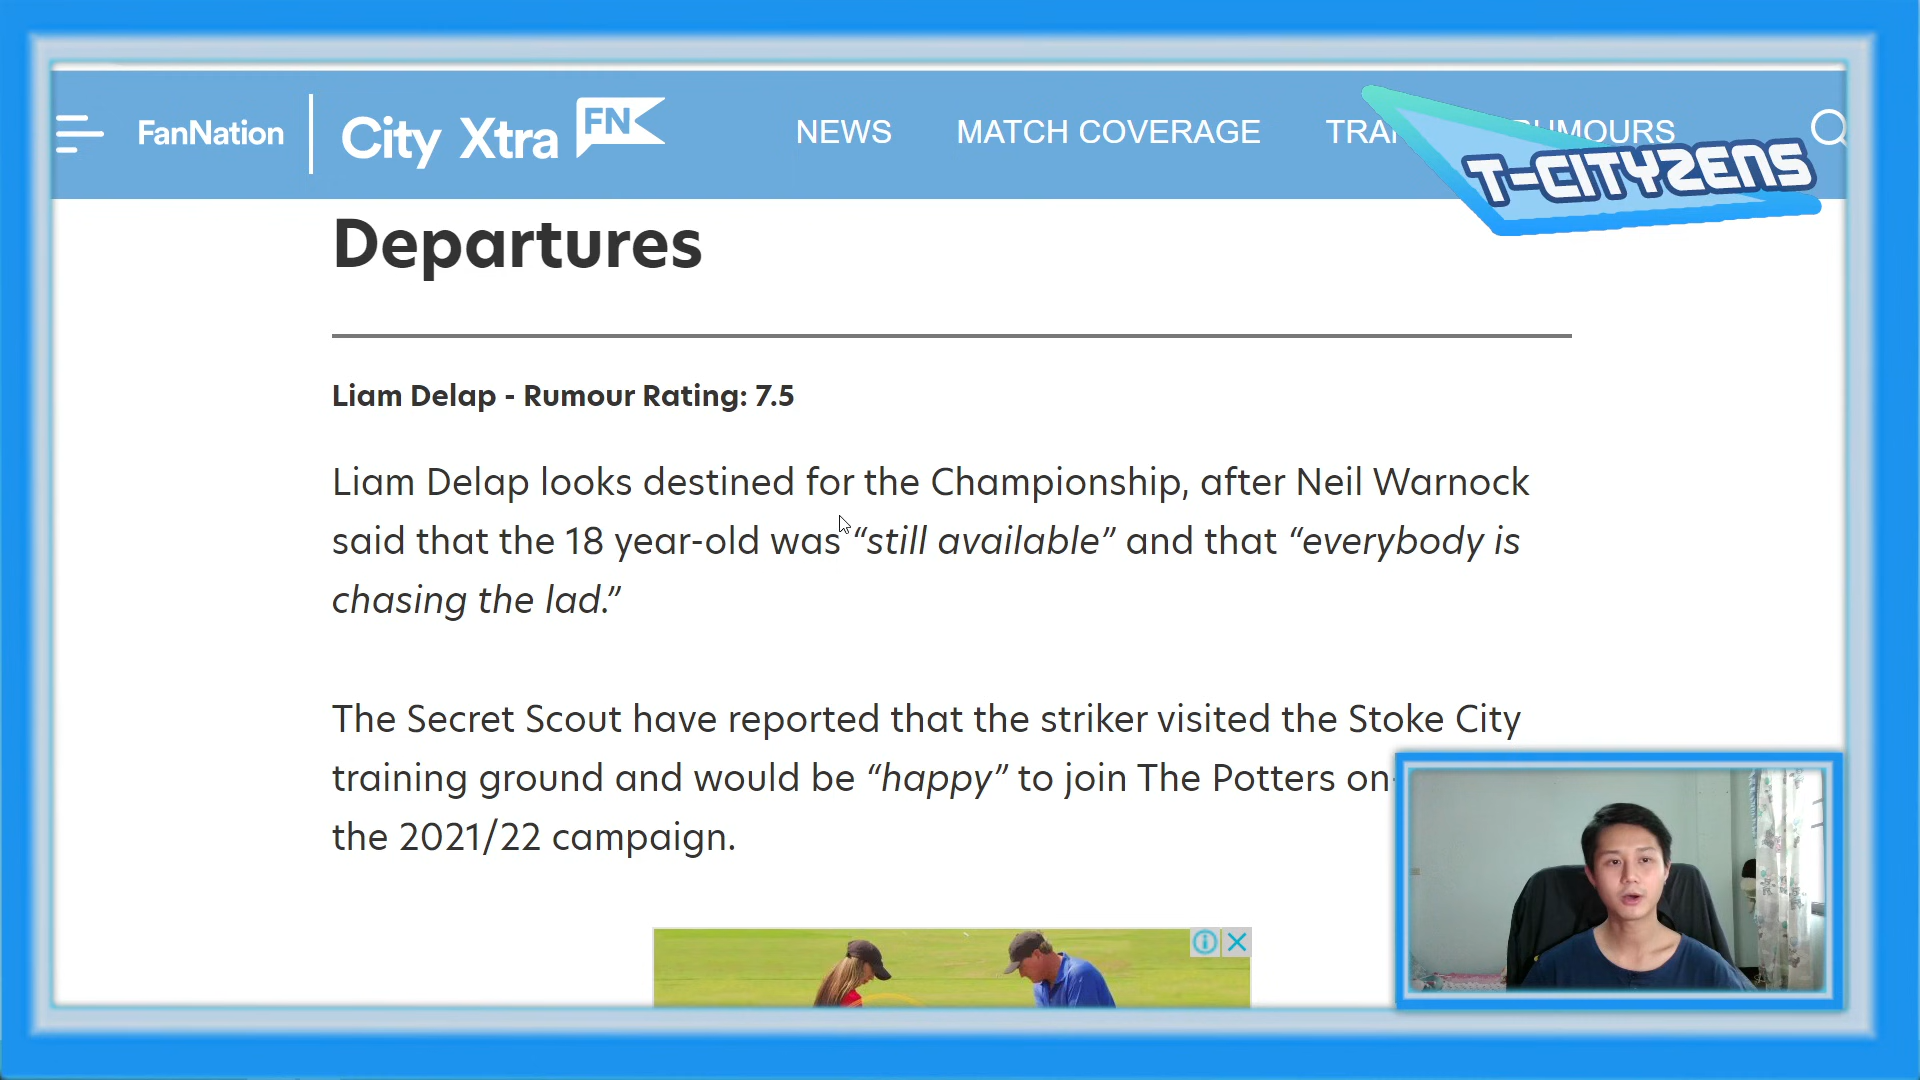 FanNation
City Xtra FN
NEWS
MATCH COVERAGE
RUMOURS
T-CITYZENS
Departures
Liam Delap - Rumour Rating: 7.5
Liam Delap looks destined for the Championship, after Neil Warnock
said that the 18 year-old was “still available” and that “everybody is
chasing the lad.”
The Secret Scout have reported that the striker visited the Stoke City
training ground and would be “happy” to join The Potters on-
the 2021/22 campaign.